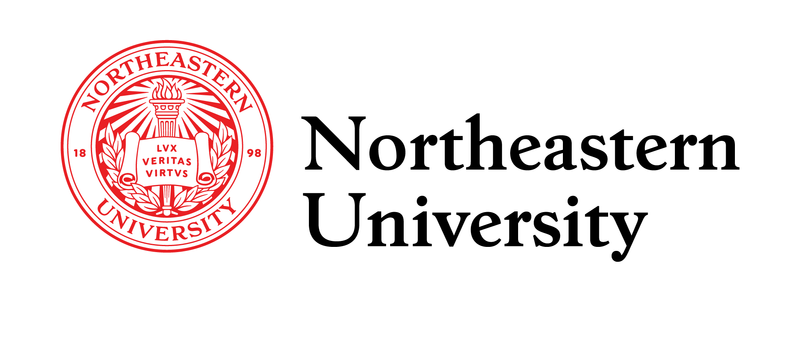 NORTHEASTERN
LVX
VERITAS
VIRTVS
18 98
UNIVERSITY
Northeastern
University